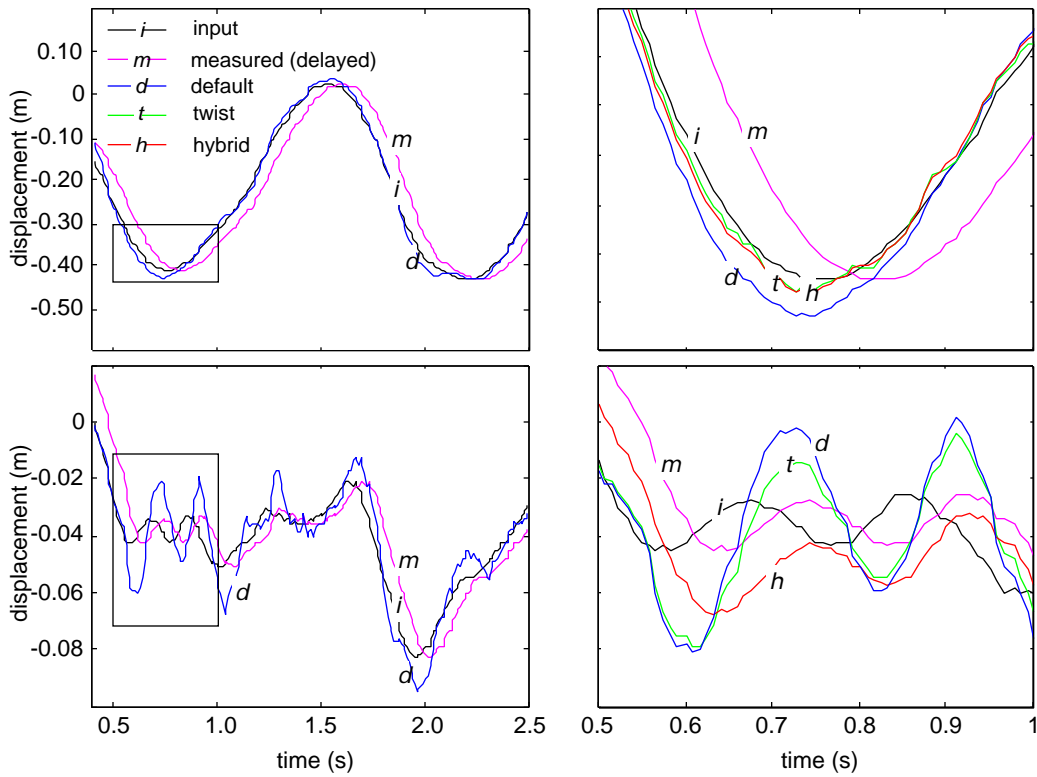 0.10
0
-0.10
-0.20
-0.30
-0.40
-0.50
displacement (m)
i input
m measured (delayed)
d default
t twist
h hybrid
m
i
d
i
m
d
t
h
0
-0.02
-0.04
-0.06
-0.08
displacement (m)
d
m
i
d
m
i
t
d
h
0.5
1.0
1.5
2.0
2.5
time (s)
0.5
0.6
0.7
0.8
0.9
1
time (s)